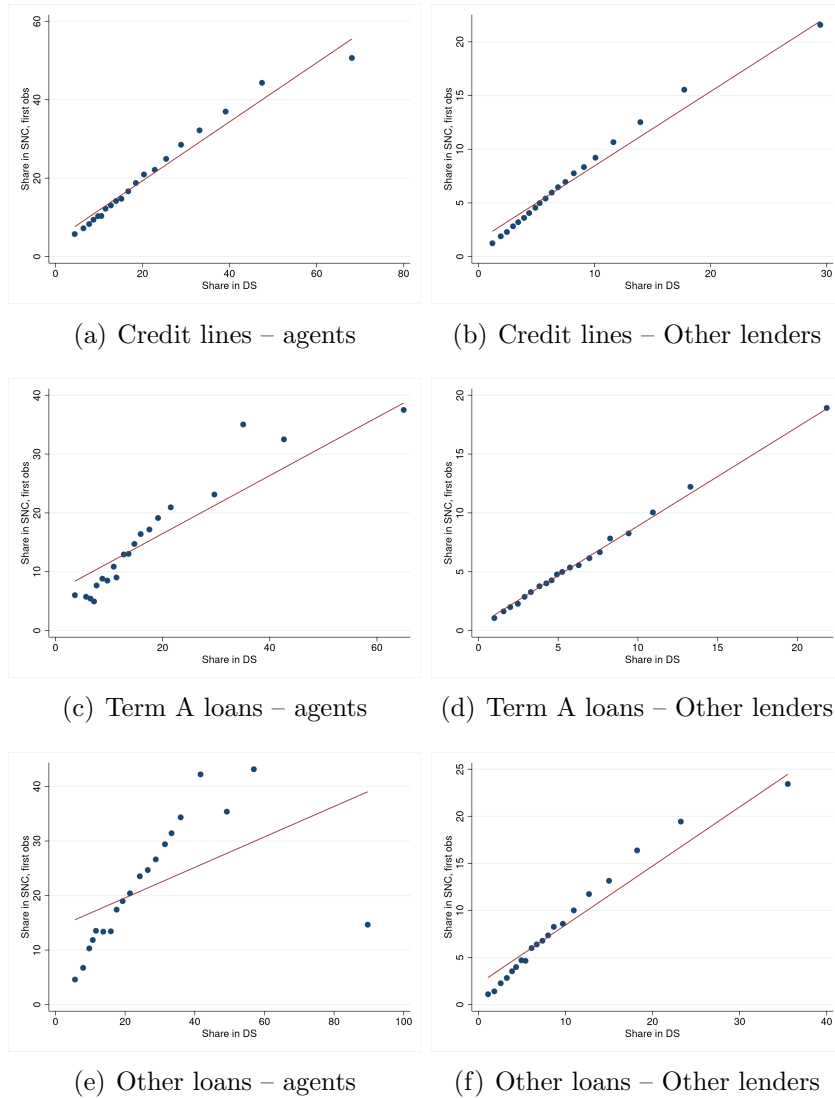 0
20
40
60
Share in SNC, first obs
0 20 40 60 80
Share in DS
(a) Credit lines – agents
0
5
10
15
20
Share in SNC, first obs
0 10 20 30
Share in DS
(b) Credit lines – Other lenders
0
10
20
30
40
Share in SNC, first obs
0 20 40 60
Share in DS
(c) Term A loans – agents
0
5
10
15
20
Share in SNC, first obs
0 5 10 15 20
Share in DS
(d) Term A loans – Other lenders
0
10
20
30
40
Share in SNC, first obs
0 20 40 60 80 100
Share in DS
(e) Other loans – agents
0
5
10
15
20
25
Share in SNC, first obs
0 10 20 30 40
Share in DS
(f) Other loans – Other lenders